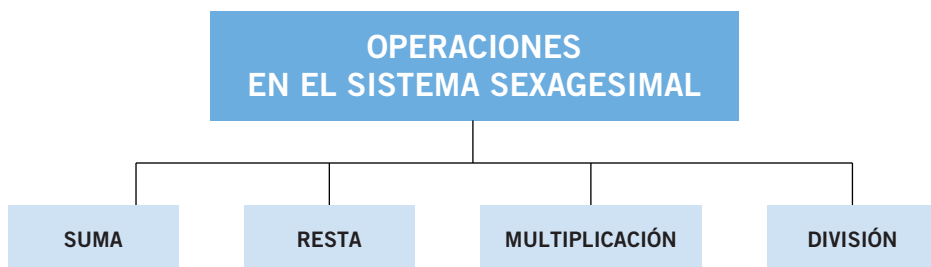 OPERACIONES
EN EL SISTEMA SEXAGESIMAL
SUMA
RESTA
MULTIPLICACIÓN
DIVISIÓN